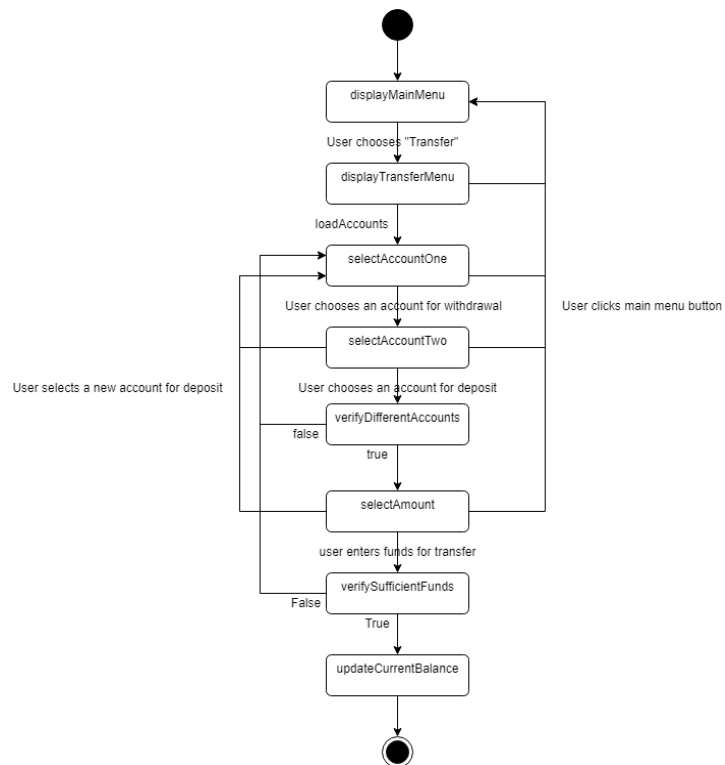 displayMainMenu
User chooses "Transfer"
displayTransferMenu
loadAccounts
selectAccountOne
User chooses an account for withdrawal
User clicks main menu button
selectAccountTwo
User selects a new account for deposit
User chooses an account for deposit
verifyDifferentAccounts
false
true
selectAmount
user enters funds for transfer
verifySufficientFunds
False
True
updateCurrentBalance